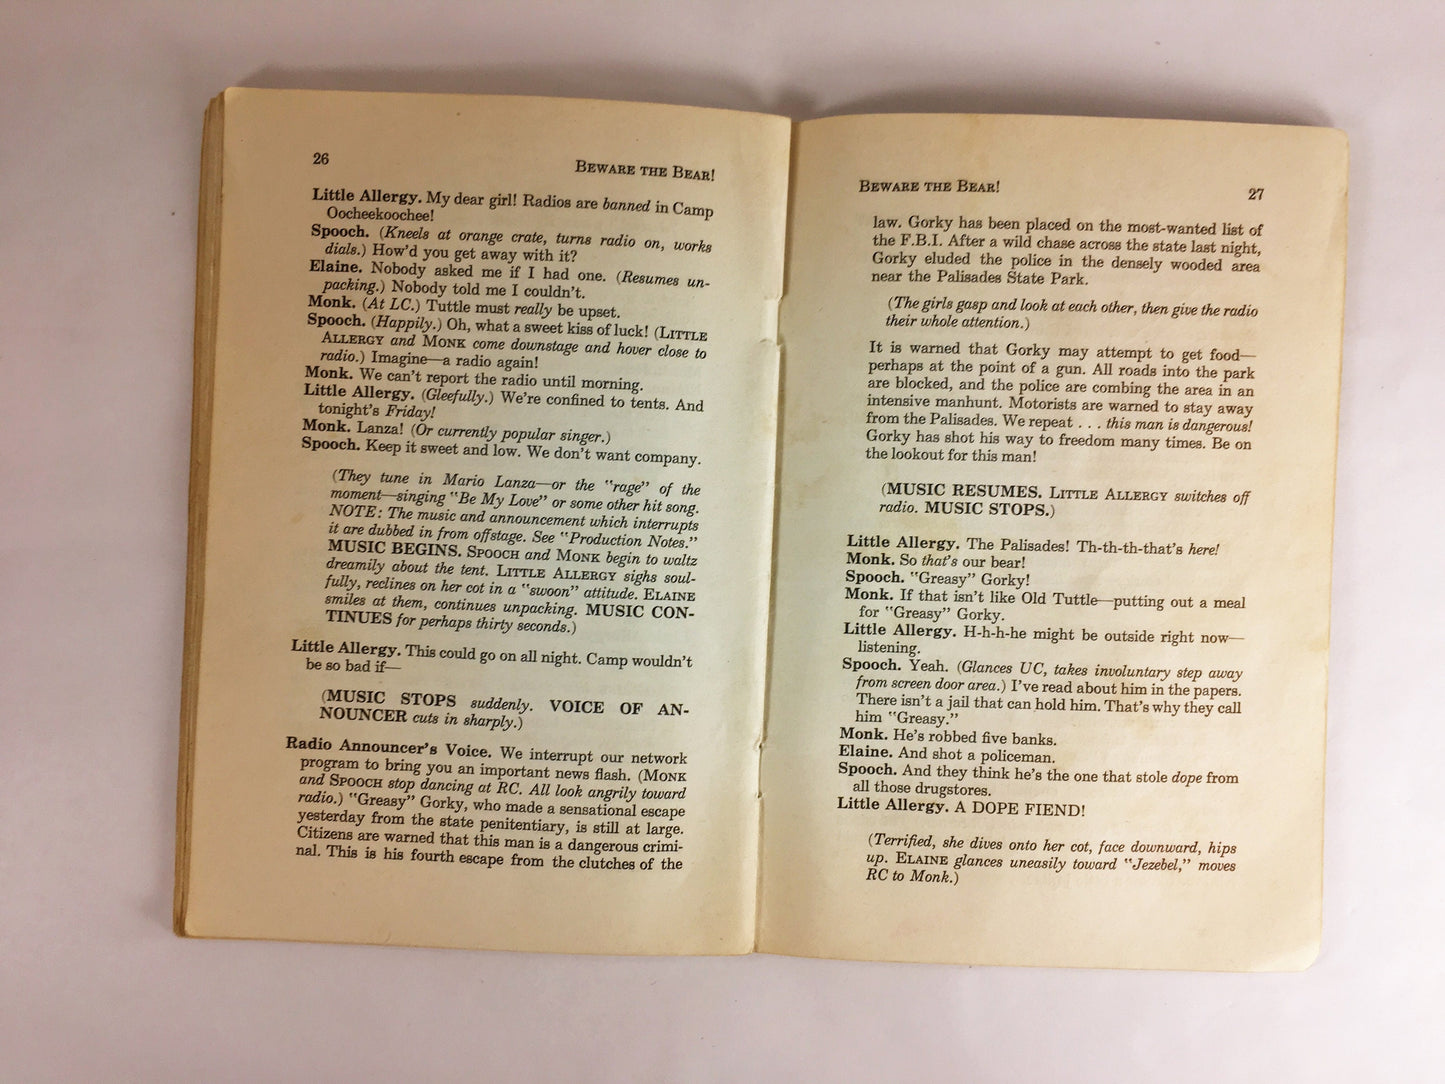 26
BEWARE THE BEAR!
Little Allergy. My dear girl! Radios are banned in Camp
Oocheekoochee!
Spooch. (Kneels at orange crate, turns radio on, works
dials.) How'd you get away with it?
Elaine. Nobody asked me if I had one. (Resumes un-
packing.) Nobody told me I couldn't.
Monk. (At LC.) Tuttle must really be upset.
Spooch. (Happily.) Oh, what a sweet kiss of luck! (LITTLE
ALLERGY and MONK come downstage and hover close to
radio.) Imagine—a radio again!
Monk. We can't report the radio until morning.
Little Allergy. (Gleefully.) We're confined to tents. And
tonight's Friday!
Monk. Lanza! (Or currently popular singer.)
Spooch. Keep it sweet and low. We don't want company.
(They tune in Mario Lanza—or the "rage" of the
moment—singing "Be My Love" or some other hit song.
NOTE: The music and announcement which interrupts
it are dubbed in from offstage. See "Production Notes."
MUSIC BEGINS. SPOOCH and MONK begin to waltz
dreamily about the tent. LITTLE ALLERGY sighs soul-
fully, reclines on her cot in a "swoon" attitude. ELAINE
smiles at them, continues unpacking. MUSIC CON-
TINUES for perhaps thirty seconds.)
Little Allergy. This could go on all night. Camp wouldn't
be so bad if—
(MUSIC STOPS suddenly. VOICE OF AN-
NOUNCER cuts in sharply.)
Radio Announcer's Voice. We interrupt our network
program to bring you an important news flash. (MONK
and SPOOCH stop dancing at RC. All look angrily toward
radio.) "Greasy" Gorky, who made a sensational escape
yesterday from the state penitentiary, is still at large.
Citizens are warned that this man is a dangerous crimi-
nal. This is his fourth escape from the clutches of the
BEWARE THE BEAR!
27
law. Gorky has been placed on the most-wanted list of
the F.B.I. After a wild chase across the state last night,
Gorky eluded the police in the densely wooded area
near the Palisades State Park.
(The girls gasp and look at each other, then give the radio
their whole attention.)
It is warned that Gorky may attempt to get food—
perhaps at the point of a gun. All roads into the park
are blocked, and the police are combing the area in an
intensive manhunt. Motorists are warned to stay away
from the Palisades. We repeat . . . this man is dangerous!
Gorky has shot his way to freedom many times. Be on
the lookout for this man!
(MUSIC RESUMES. LITTLE ALLERGY switches off
radio. MUSIC STOPS.)
Little Allergy. The Palisades! Th-th-th-that's here!
Monk. So that's our bear!
Spooch. "Greasy" Gorky!
Monk. If that isn't like Old Tuttle—putting out a meal
for "Greasy" Gorky.
Little Allergy. H-h-h-he might be outside right now—
listening.
Spooch. Yeah. (Glances UC, takes involuntary step away
from screen door area.) I've read about him in the papers.
There isn't a jail that can hold him. That's why they call
him "Greasy."
Monk. He's robbed five banks.
Elaine. And shot a policeman.
Spooch. And they think he's the one that stole dope from
all those drugstores.
Little Allergy. A DOPE FIEND!
(Terrified, she dives onto her cot, face downward, hips
up. ELAINE glances uneasily toward "Jezebel," moves
RC to Monk.)